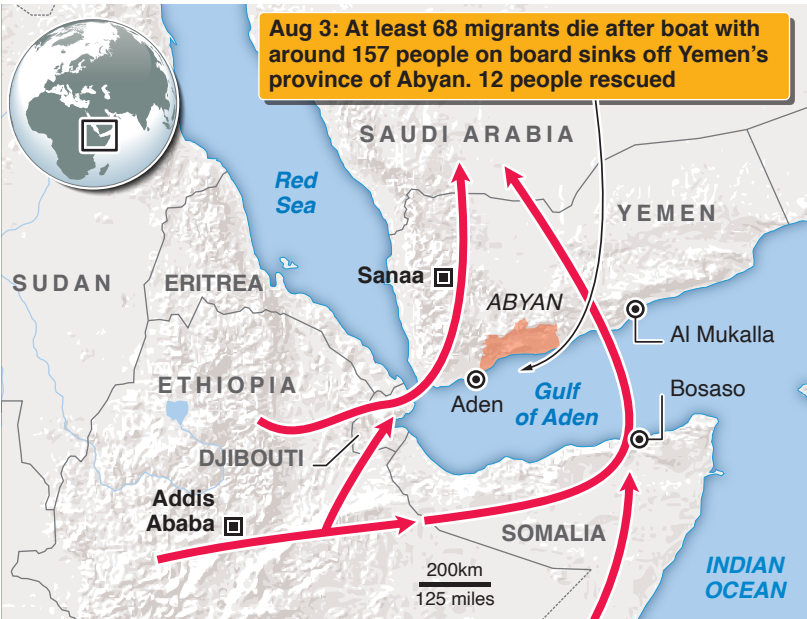 Aug 3: At least 68 migrants die after boat with
around 157 people on board sinks off Yemen's
province of Abyan. 12 people rescued
SAUDI ARABIA
Red
Sea
YEMEN
SUDAN
ERITREA
Sanaa
ABYAN
Al Mukalla
ETHIOPIA
Aden
Gulf
of Aden
Bosaso
DJIBOUTI
Addis
Ababa
SOMALIA
200km
125 miles
INDIAN
OCEAN